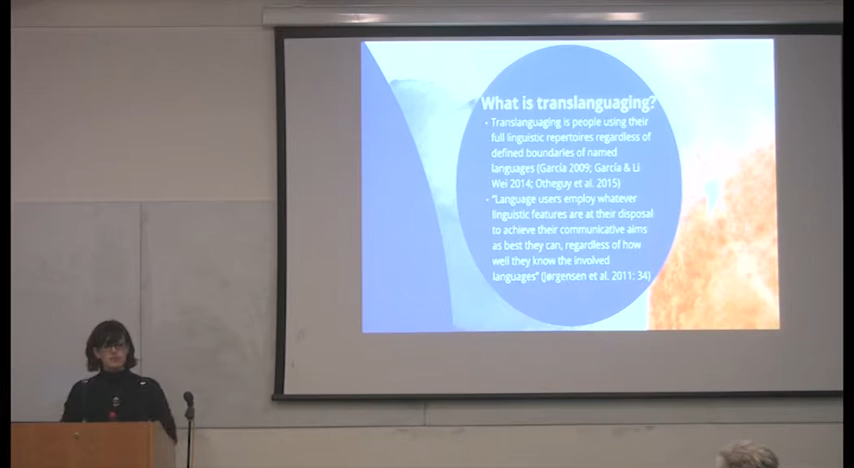 What is translanguaging?
• Translanguaging is people using their
full linguistic repertoires regardless of
defined boundaries of named
languages (García 2009; García & Li
Wei 2014; Otheguy et al. 2015)
• "Language users employ whatever
linguistic features are at their disposal
to achieve their communicative aims
as best they can, regardless of how
well they know the involved
languages" (Jørgensen et al. 2011: 34)